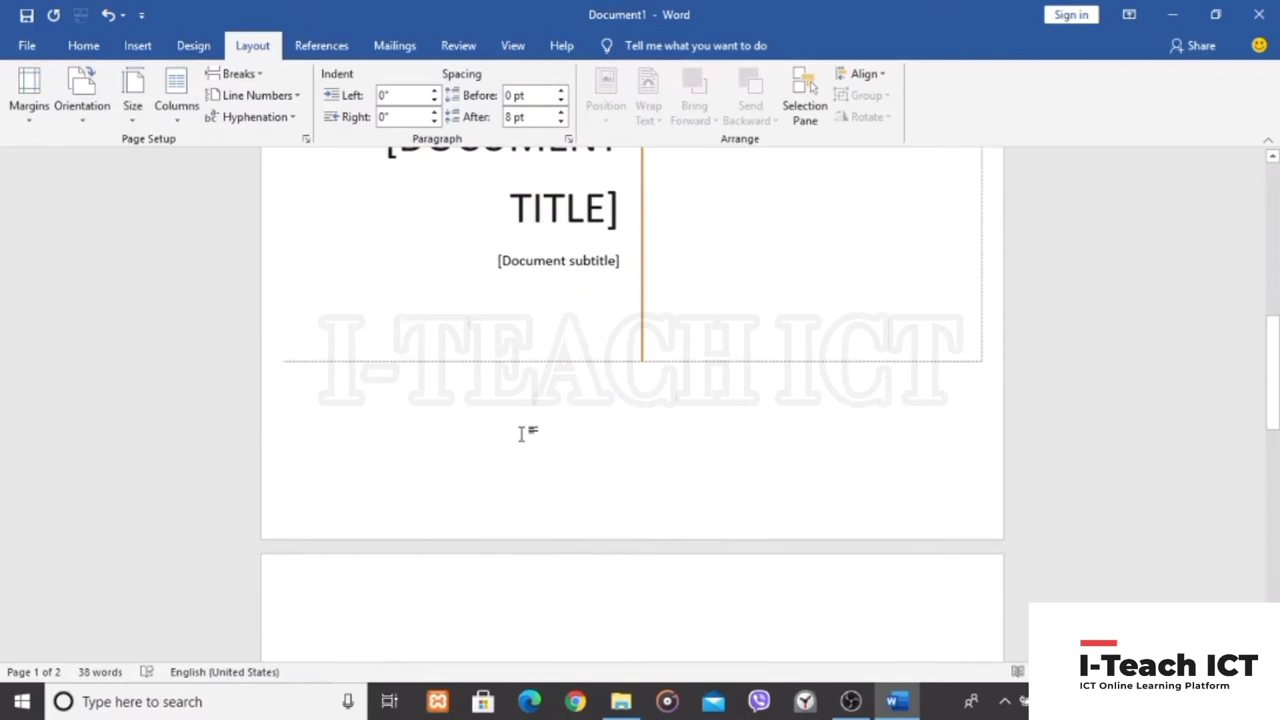 Document1 - Word
Sign in
File Home Insert Design Layout References Mailings Review View Help Tell me what you want to do Share
Margins Orientation Size Columns
Breaks
Line Numbers
Hyphenation
Page Setup
Indent Spacing
Left: 0" Before: 0 pt
Right: 0" After: 8 pt
Paragraph
Position Wrap Text Bring Forward Send Backward Selection Pane
Align
Group
Rotate
Arrange
[DOCUMENT
TITLE]
[Document subtitle]
I-TEACH ICT
Page 1 of 2 38 words English (United States)
Type here to search
I-Teach ICT
ICT Online Learning Platform